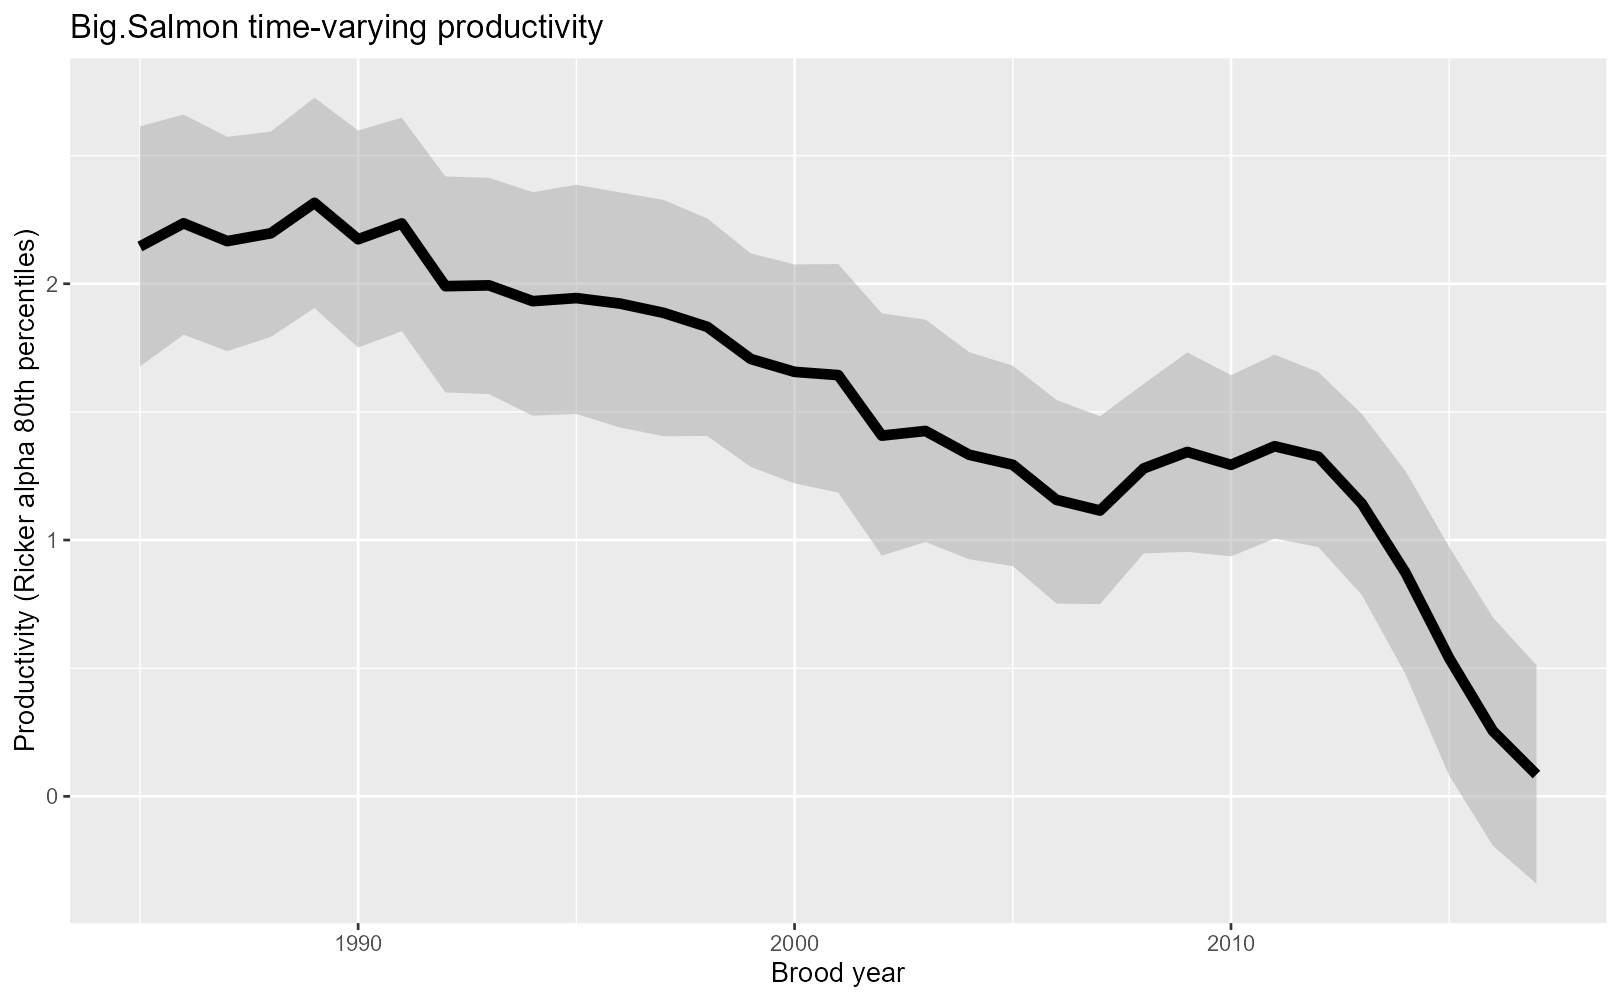 Big.Salmon time-varying productivity
Productivity (Ricker alpha 80th percentiles)
2
1
0
1990
2000
2010
Brood year